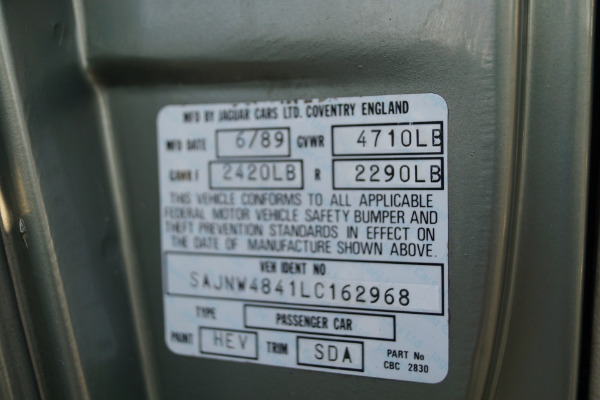 MFD BY JAGUAR CARS LTD. COVENTRY ENGLAND
MFD DATE 6/89 GVWR 4710LB
GAWR F 2420LB R 2290LB
THIS VEHICLE CONFORMS TO ALL APPLICABLE
FEDERAL MOTOR VEHICLE SAFETY BUMPER AND
THEFT PREVENTION STANDARDS IN EFFECT ON
THE DATE OF MANUFACTURE SHOWN ABOVE.
VEH IDENT NO
SAJNW4841LC162968
TYPE PASSENGER CAR
PAINT HEV TRIM SDA
PART No
CBC 2830